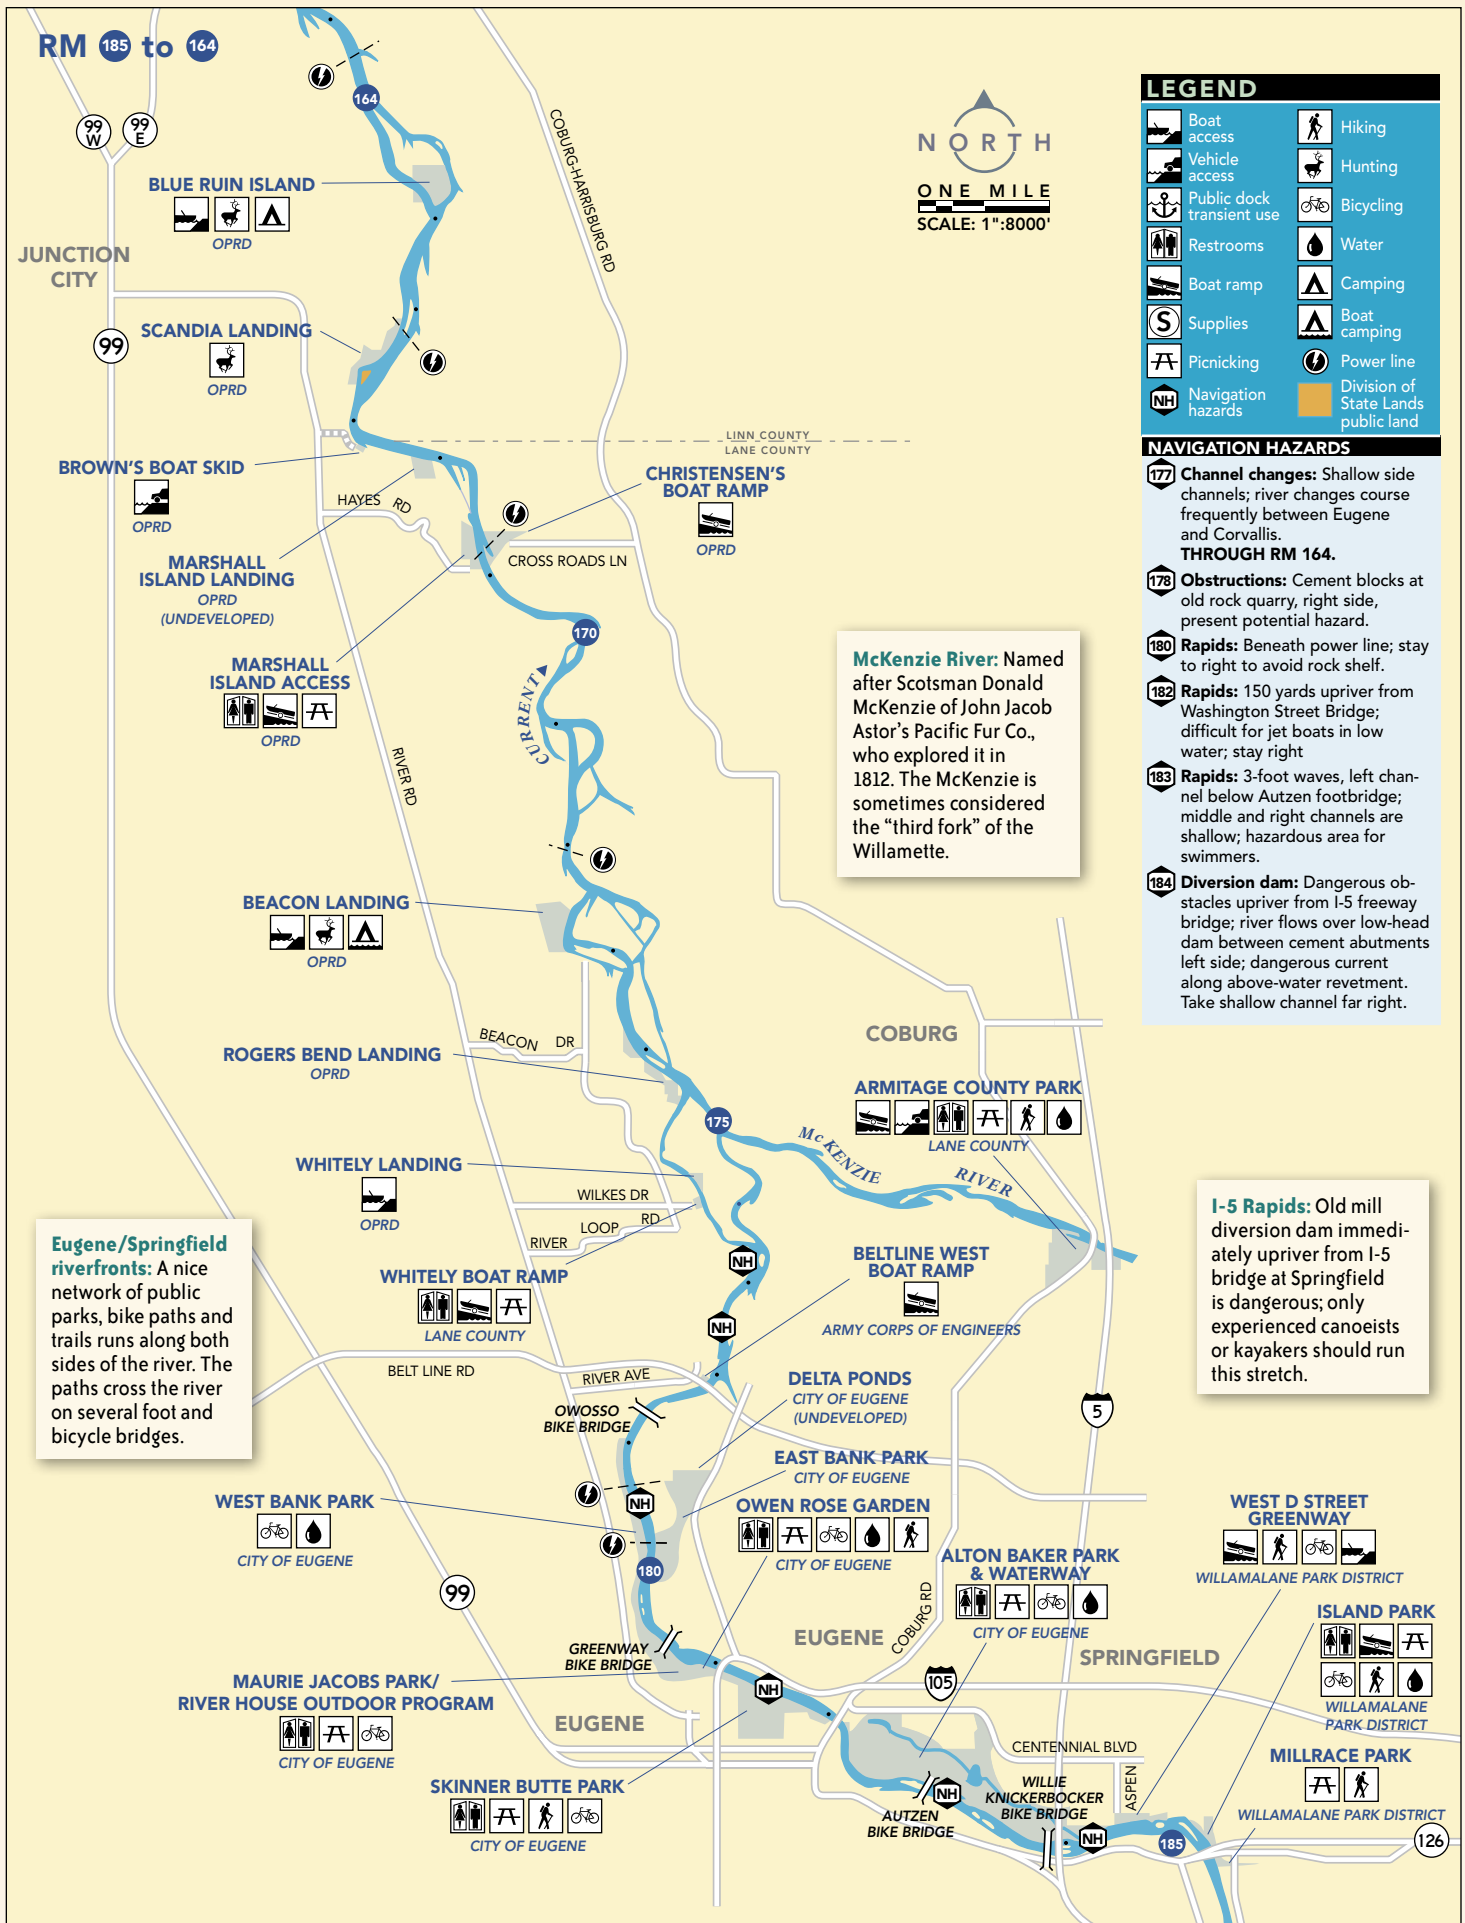 RM 185 to 164
99 W
99 E
164
COBURG-HARRISBURG RD
NORTH
ONE MILE
SCALE: 1":8000'
BLUE RUIN ISLAND
OPRD
JUNCTION
CITY
SCANDIA LANDING
OPRD
99
LINN COUNTY
LANE COUNTY
BROWN'S BOAT SKID
OPRD
HAYES RD
CHRISTENSEN'S
BOAT RAMP
OPRD
CROSS ROADS LN
MARSHALL
ISLAND LANDING
OPRD
(UNDEVELOPED)
170
MARSHALL
ISLAND ACCESS
OPRD
CURRENT
RIVER RD
McKenzie River: Named
after Scotsman Donald
McKenzie of John Jacob
Astor's Pacific Fur Co.,
who explored it in
1812. The McKenzie is
sometimes considered
the “third fork” of the
Willamette.
LEGEND
Boat
access
Vehicle
access
Public dock
transient use
Restrooms
Boat ramp
S Supplies
Picnicking
NH Navigation
hazards
Hiking
Hunting
Bicycling
Water
Camping
Boat
camping
Power line
Division of
State Lands
public land
NAVIGATION HAZARDS
177 Channel changes: Shallow side
channels; river changes course
frequently between Eugene
and Corvallis.
THROUGH RM 164.
178 Obstructions: Cement blocks at
old rock quarry, right side,
present potential hazard.
180 Rapids: Beneath power line; stay
to right to avoid rock shelf.
182 Rapids: 150 yards upriver from
Washington Street Bridge;
difficult for jet boats in low
water; stay right
183 Rapids: 3-foot waves, left chan-
nel below Autzen footbridge;
middle and right channels are
shallow; hazardous area for
swimmers.
184 Diversion dam: Dangerous ob-
stacles upriver from I-5 freeway
bridge; river flows over low-head
dam between cement abutments
left side; dangerous current
along above-water revetment.
Take shallow channel far right.
BEACON LANDING
OPRD
BEACON DR
ROGERS BEND LANDING
OPRD
COBURG
ARMITAGE COUNTY PARK
LANE COUNTY
175
McKENZIE RIVER
WHITELY LANDING
OPRD
WILKES DR
RIVER LOOP RD
WHITELY BOAT RAMP
LANE COUNTY
NH
NH
BELTLINE WEST
BOAT RAMP
ARMY CORPS OF ENGINEERS
Eugene/Springfield
riverfronts: A nice
network of public
parks, bike paths and
trails runs along both
sides of the river. The
paths cross the river
on several foot and
bicycle bridges.
I-5 Rapids: Old mill
diversion dam immedi-
ately upriver from I-5
bridge at Springfield
is dangerous; only
experienced canoeists
or kayakers should run
this stretch.
BELT LINE RD
RIVER AVE
DELTA PONDS
CITY OF EUGENE
(UNDEVELOPED)
5
OWOSSO
BIKE BRIDGE
EAST BANK PARK
CITY OF EUGENE
WEST BANK PARK
CITY OF EUGENE
NH
OWEN ROSE GARDEN
CITY OF EUGENE
180
99
ALTON BAKER PARK
& WATERWAY
CITY OF EUGENE
WEST D STREET
GREENWAY
WILLAMALANE PARK DISTRICT
ISLAND PARK
WILLAMALANE
PARK DISTRICT
EUGENE
COBURG RD
SPRINGFIELD
GREENWAY
BIKE BRIDGE
105
MAURIE JACOBS PARK/
RIVER HOUSE OUTDOOR PROGRAM
CITY OF EUGENE
EUGENE
NH
CENTENNIAL BLVD
MILLRACE PARK
WILLAMALANE PARK DISTRICT
SKINNER BUTTE PARK
CITY OF EUGENE
NH
AUTZEN
BIKE BRIDGE
WILLIE
KNICKERBOCKER
BIKE BRIDGE
ASPEN
NH
185
126